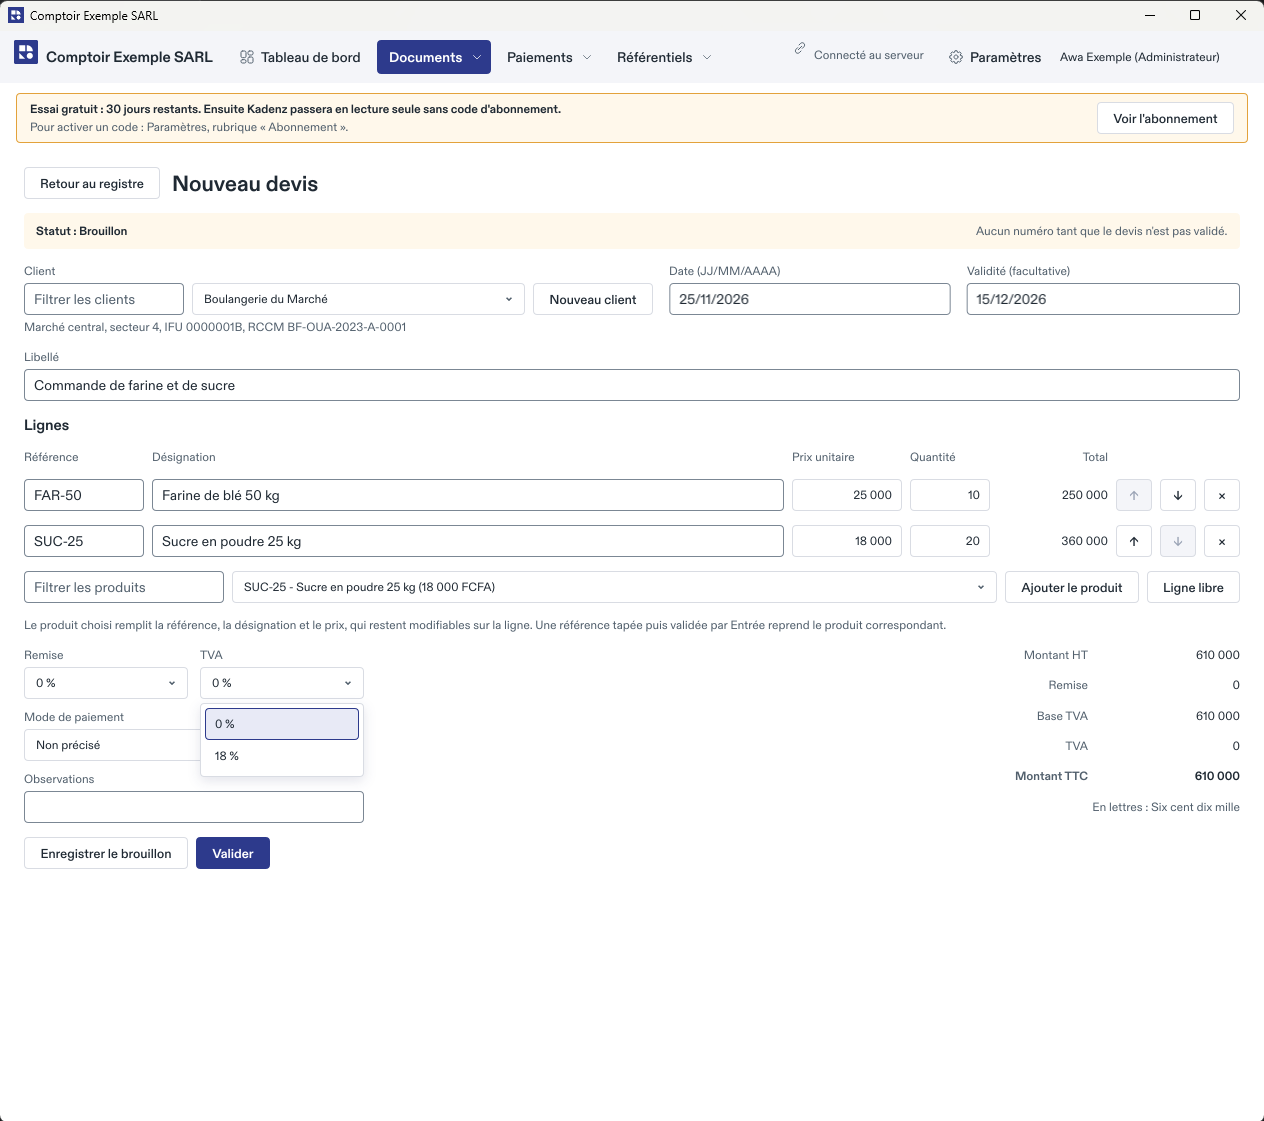 Comptoir Exemple SARL
Comptoir Exemple SARL
Tableau de bord
Documents
Paiements
Référentiels
Connecté au serveur
Paramètres
Awa Exemple (Administrateur)
Essai gratuit : 30 jours restants. Ensuite Kadenz passera en lecture seule sans code d'abonnement.
Pour activer un code : Paramètres, rubrique « Abonnement ».
Voir l'abonnement
Retour au registre
Nouveau devis
Statut : Brouillon
Aucun numéro tant que le devis n'est pas validé.
Client
Date (JJ/MM/AAAA)
Validité (facultative)
Filtrer les clients
Boulangerie du Marché
Nouveau client
25/11/2026
15/12/2026
Marché central, secteur 4, IFU 0000001B, RCCM BF-OUA-2023-A-0001
Libellé
Commande de farine et de sucre
Lignes
Référence
Désignation
Prix unitaire
Quantité
Total
FAR-50
Farine de blé 50 kg
25 000
10
250 000
SUC-25
Sucre en poudre 25 kg
18 000
20
360 000
Filtrer les produits
SUC-25 - Sucre en poudre 25 kg (18 000 FCFA)
Ajouter le produit
Ligne libre
Le produit choisi remplit la référence, la désignation et le prix, qui restent modifiables sur la ligne. Une référence tapée puis validée par Entrée reprend le produit correspondant.
Remise
TVA
0 %
0 %
0 %
18 %
Mode de paiement
Non précisé
Observations
Montant HT
610 000
Remise
0
Base TVA
610 000
TVA
0
Montant TTC
610 000
En lettres : Six cent dix mille
Enregistrer le brouillon
Valider